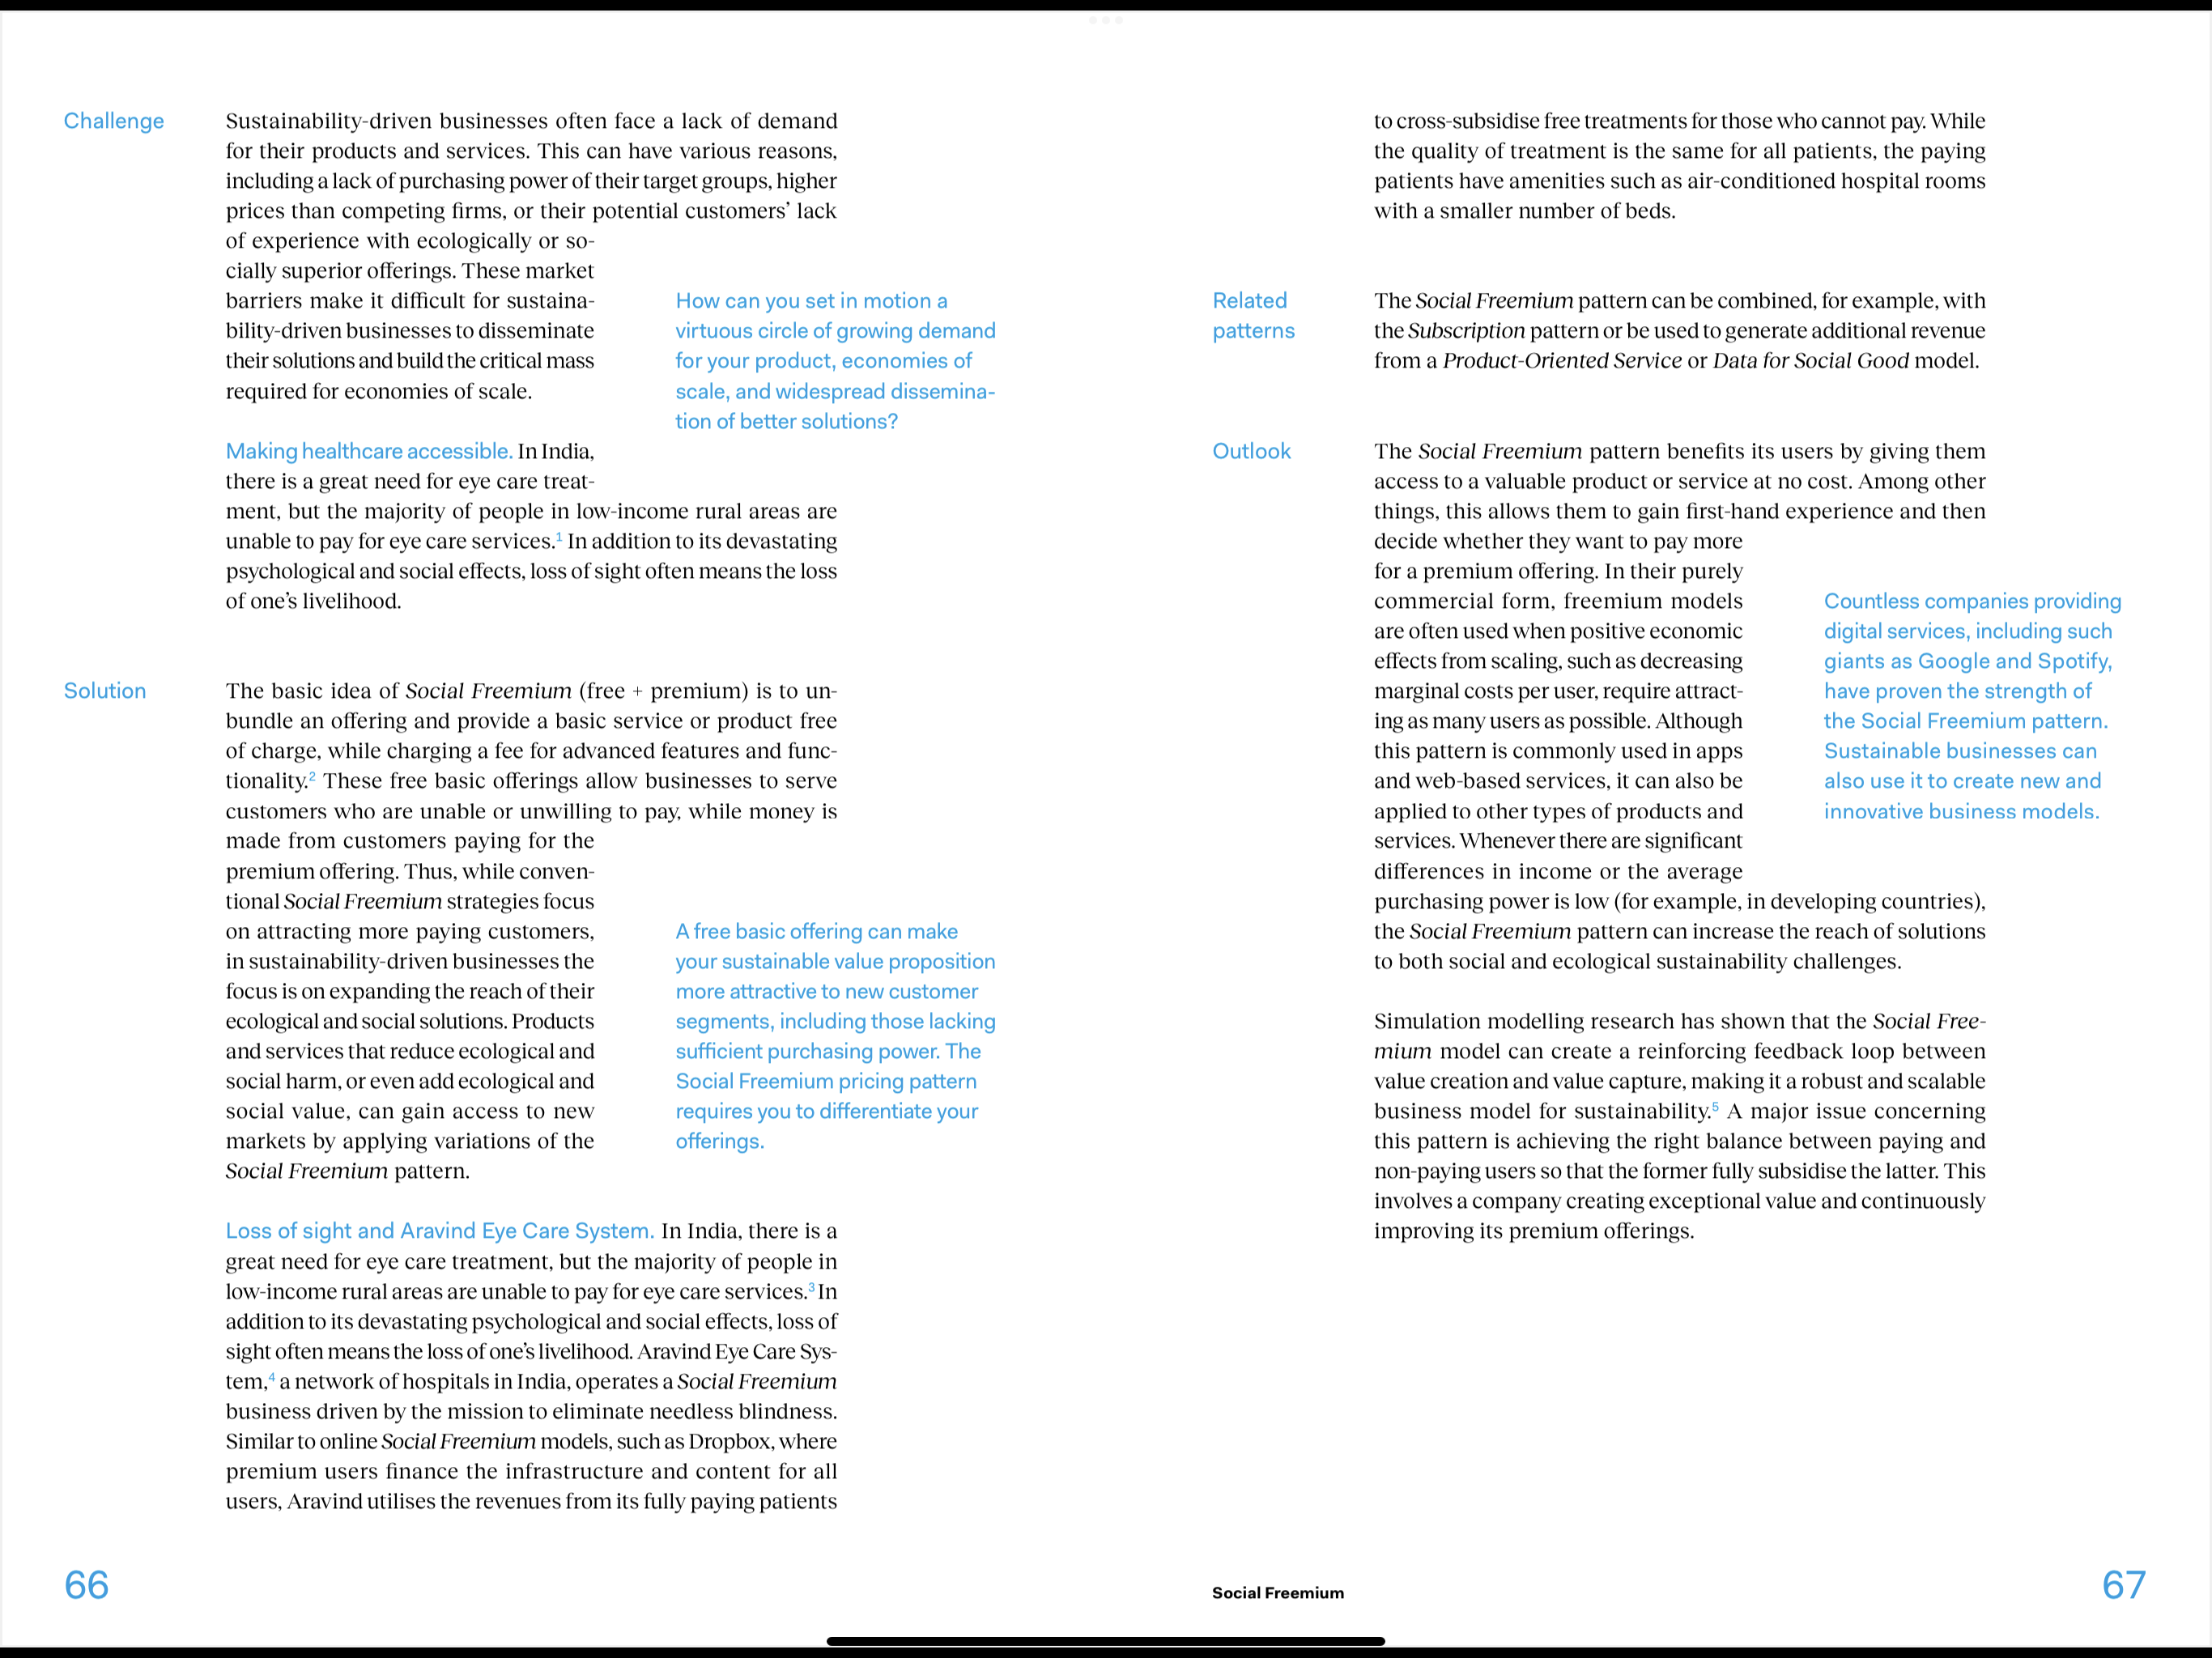 Challenge
Sustainability-driven businesses often face a lack of demand
for their products and services. This can have various reasons,
including a lack of purchasing power of their target groups, higher
prices than competing firms, or their potential customers’ lack
of experience with ecologically or so-
cially superior offerings. These market
barriers make it difficult for sustaina-
bility-driven businesses to disseminate
their solutions and build the critical mass
required for economies of scale.
How can you set in motion a
virtuous circle of growing demand
for your product, economies of
scale, and widespread dissemina-
tion of better solutions?
Making healthcare accessible. In India,
there is a great need for eye care treat-
ment, but the majority of people in low-income rural areas are
unable to pay for eye care services.1 In addition to its devastating
psychological and social effects, loss of sight often means the loss
of one’s livelihood.
Solution
The basic idea of Social Freemium (free + premium) is to un-
bundle an offering and provide a basic service or product free
of charge, while charging a fee for advanced features and func-
tionality.2 These free basic offerings allow businesses to serve
customers who are unable or unwilling to pay, while money is
made from customers paying for the
premium offering. Thus, while conven-
tional Social Freemium strategies focus
on attracting more paying customers,
in sustainability-driven businesses the
focus is on expanding the reach of their
ecological and social solutions. Products
and services that reduce ecological and
social harm, or even add ecological and
social value, can gain access to new
markets by applying variations of the
Social Freemium pattern.
A free basic offering can make
your sustainable value proposition
more attractive to new customer
segments, including those lacking
sufficient purchasing power. The
Social Freemium pricing pattern
requires you to differentiate your
offerings.
Loss of sight and Aravind Eye Care System. In India, there is a
great need for eye care treatment, but the majority of people in
low-income rural areas are unable to pay for eye care services.3 In
addition to its devastating psychological and social effects, loss of
sight often means the loss of one’s livelihood. Aravind Eye Care Sys-
tem,4 a network of hospitals in India, operates a Social Freemium
business driven by the mission to eliminate needless blindness.
Similar to online Social Freemium models, such as Dropbox, where
premium users finance the infrastructure and content for all
users, Aravind utilises the revenues from its fully paying patients
66
to cross-subsidise free treatments for those who cannot pay. While
the quality of treatment is the same for all patients, the paying
patients have amenities such as air-conditioned hospital rooms
with a smaller number of beds.
Related
patterns
The Social Freemium pattern can be combined, for example, with
the Subscription pattern or be used to generate additional revenue
from a Product-Oriented Service or Data for Social Good model.
Outlook
The Social Freemium pattern benefits its users by giving them
access to a valuable product or service at no cost. Among other
things, this allows them to gain first-hand experience and then
decide whether they want to pay more
for a premium offering. In their purely
commercial form, freemium models
are often used when positive economic
effects from scaling, such as decreasing
marginal costs per user, require attract-
ing as many users as possible. Although
this pattern is commonly used in apps
and web-based services, it can also be
applied to other types of products and
services. Whenever there are significant
differences in income or the average
purchasing power is low (for example, in developing countries),
the Social Freemium pattern can increase the reach of solutions
to both social and ecological sustainability challenges.
Countless companies providing
digital services, including such
giants as Google and Spotify,
have proven the strength of
the Social Freemium pattern.
Sustainable businesses can
also use it to create new and
innovative business models.
Simulation modelling research has shown that the Social Free-
mium model can create a reinforcing feedback loop between
value creation and value capture, making it a robust and scalable
business model for sustainability.5 A major issue concerning
this pattern is achieving the right balance between paying and
non-paying users so that the former fully subsidise the latter. This
involves a company creating exceptional value and continuously
improving its premium offerings.
Social Freemium
67